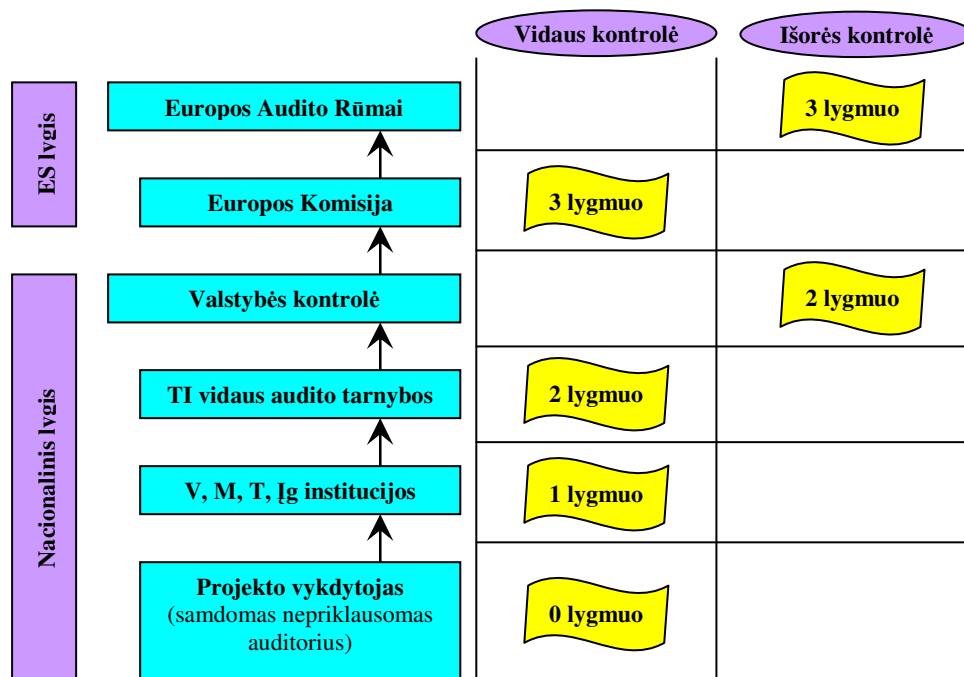 Vidaus kontrolė
Išorės kontrolė
ES lygis
Europos Audito Rūmai
3 lygmuo
Europos Komisija
3 lygmuo
Nacionalinis lygis
Valstybės kontrolė
2 lygmuo
TI vidaus audito tarnybos
2 lygmuo
V, M, T, Įg institucijos
1 lygmuo
Projekto vykdytojas
(samdomas nepriklausomas
auditorius)
0 lygmuo